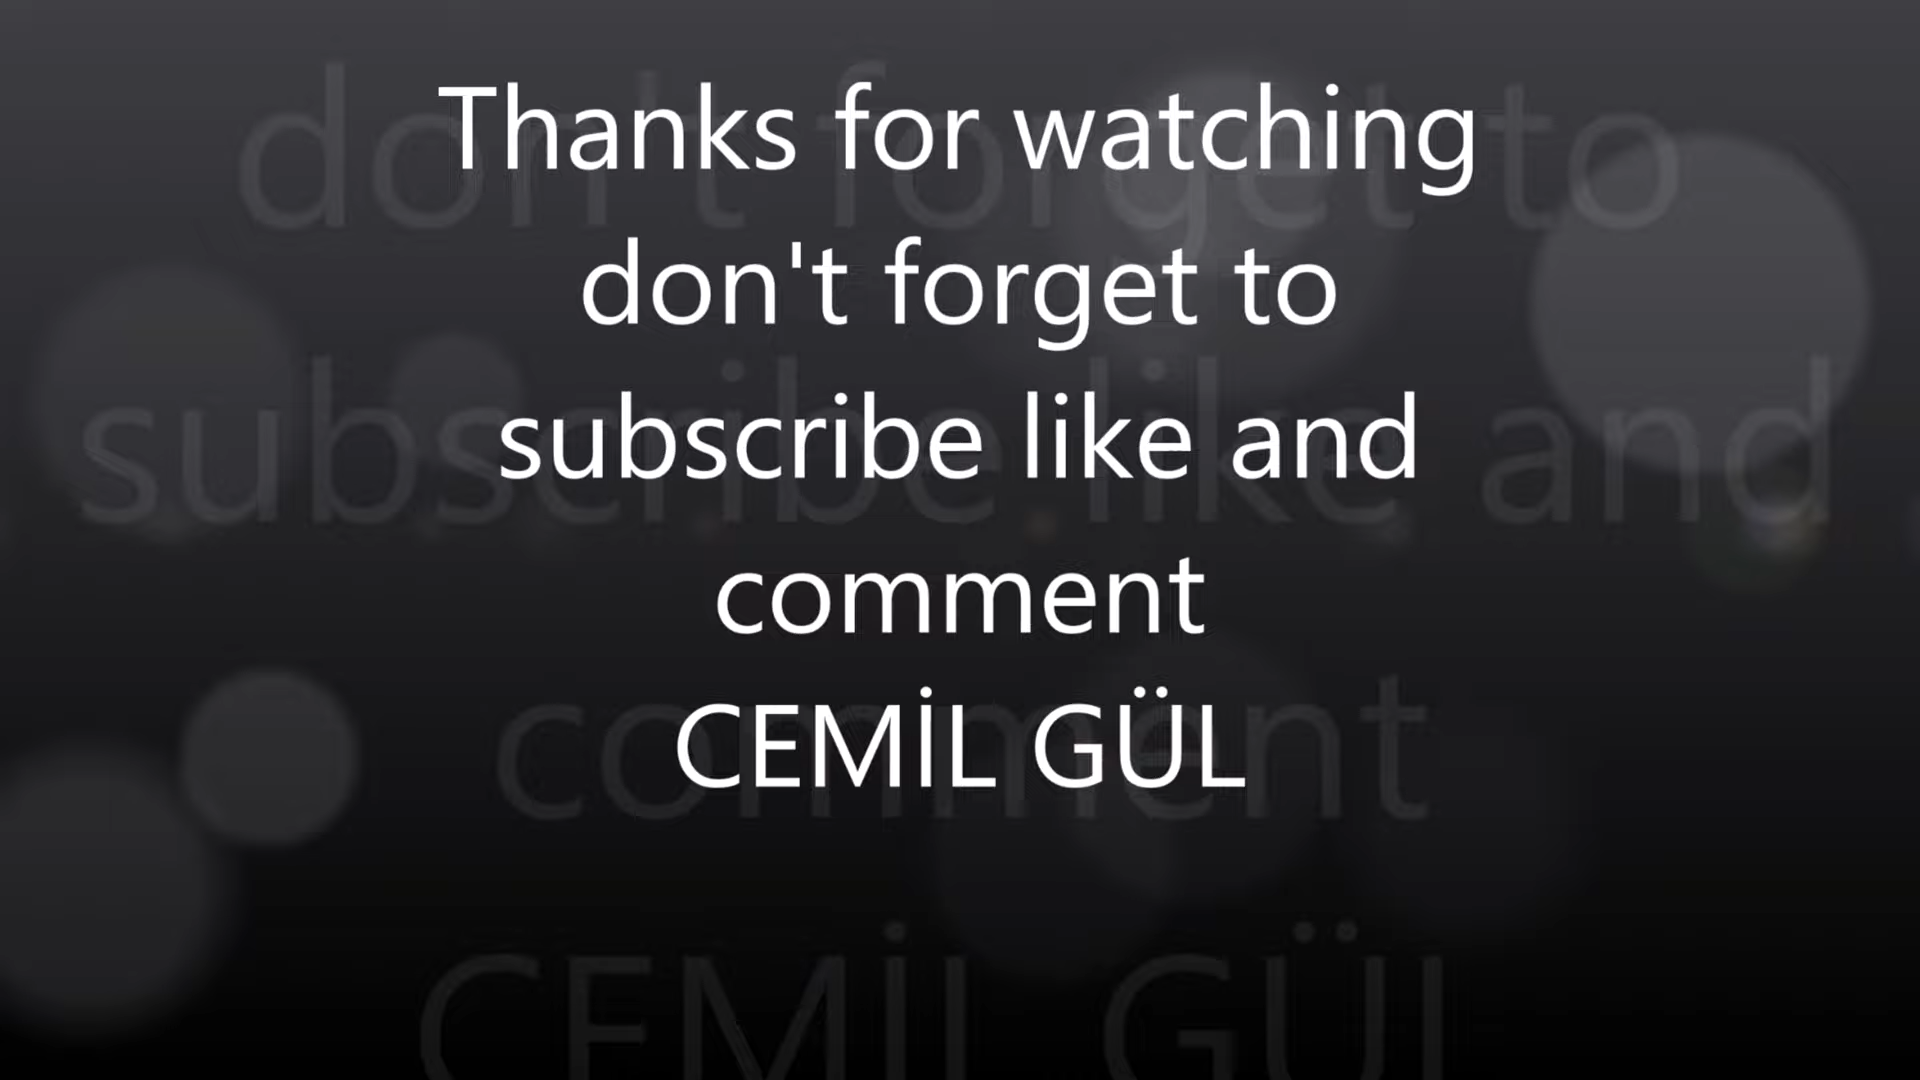 Thanks for watching
don't forget to
subscribe like and
comment
CEMİL GÜL